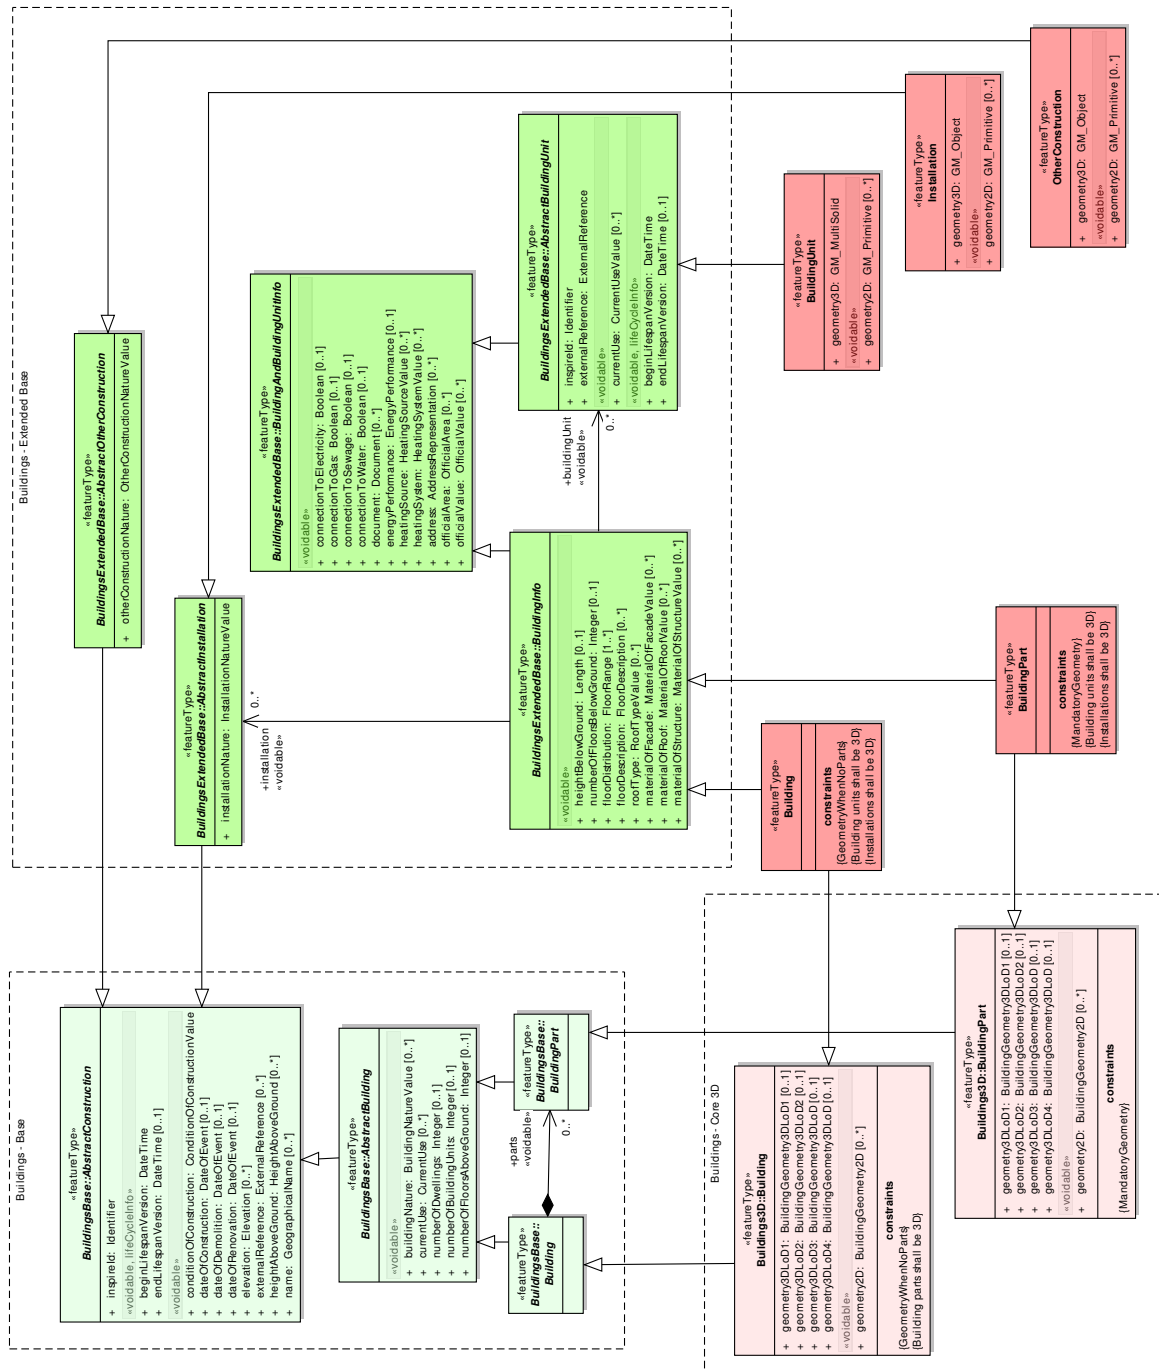 Buildings - Base
«featureType»
BuildingsBase::AbstractConstruction
+ inspireId: Identifier
«voidable, lifeCycleInfo»
+ beginLifespanVersion: DateTime
+ endLifespanVersion: DateTime [0..1]
«voidable»
+ conditionOfConstruction: ConditionOfConstructionValue
+ dateOfConstruction: DateOfEvent [0..1]
+ dateOfDemolition: DateOfEvent [0..1]
+ dateOfRenovation: DateOfEvent [0..1]
+ elevation: Elevation [0..*]
+ externalReference: ExternalReference [0..*]
+ heightAboveGround: HeightAboveGround [0..*]
+ name: GeographicalName [0..*]
«featureType»
BuildingsBase::AbstractBuilding
«voidable»
+ buildingNature: BuildingNatureValue [0..*]
+ currentUse: CurrentUse [0..*]
+ numberOfDwellings: Integer [0..1]
+ numberOfBuildingUnits: Integer [0..1]
+ numberOfFloorsAboveGround: Integer [0..1]
«featureType»
BuildingsBase::
Building
+parts
«voidable»
0..*
«featureType»
BuildingsBase::
BuildingPart
Buildings - Extended Base
«featureType»
BuildingsExtendedBase::AbstractOtherConstruction
+ otherConstructionNature: OtherConstructionNatureValue
«featureType»
BuildingsExtendedBase::AbstractInstallation
+ installationNature: InstallationNatureValue
+installation
«voidable»
0..*
«featureType»
BuildingsExtendedBase::BuildingAndBuildingUnitInfo
«voidable»
+ connectionToElectricity: Boolean [0..1]
+ connectionToGas: Boolean [0..1]
+ connectionToSewage: Boolean [0..1]
+ connectionToWater: Boolean [0..1]
+ document: Document [0..*]
+ energyPerformance: EnergyPerformance [0..1]
+ heatingSource: HeatingSourceValue [0..*]
+ heatingSystem: HeatingSystemValue [0..*]
+ address: AddressRepresentation [0..*]
+ officialArea: OfficialArea [0..*]
+ officialValue: OfficialValue [0..*]
«featureType»
BuildingsExtendedBase::BuildingInfo
«voidable»
+ heightBelowGround: Length [0..1]
+ numberOfFloorsBelowGround: Integer [0..1]
+ floorDistribution: FloorRange [1..*]
+ floorDescription: FloorDescription [0..*]
+ roofType: RoofTypeValue [0..*]
+ materialOfFacade: MaterialOfFacadeValue [0..*]
+ materialOfRoof: MaterialOfRoofValue [0..*]
+ materialOfStructure: MaterialOfStructureValue [0..*]
+buildingUnit
«voidable»
0..*
«featureType»
BuildingsExtendedBase::AbstractBuildingUnit
+ inspireId: Identifier
+ externalReference: ExternalReference
«voidable»
+ currentUse: CurrentUseValue [0..*]
«voidable, lifeCycleInfo»
+ beginLifespanVersion: DateTime
+ endLifespanVersion: DateTime [0..1]
Buildings - Core 3D
«featureType»
Buildings3D::Building
+ geometry3DLoD1: BuildingGeometry3DLoD1 [0..1]
+ geometry3DLoD2: BuildingGeometry3DLoD2 [0..1]
+ geometry3DLoD3: BuildingGeometry3DLoD [0..1]
+ geometry3DLoD4: BuildingGeometry3DLoD [0..1]
«voidable»
+ geometry2D: BuildingGeometry2D [0..*]
constraints
{GeometryWhenNoParts}
{Building parts shall be 3D}
«featureType»
Buildings3D::BuildingPart
+ geometry3DLoD1: BuildingGeometry3DLoD1 [0..1]
+ geometry3DLoD2: BuildingGeometry3DLoD2 [0..1]
+ geometry3DLoD3: BuildingGeometry3DLoD [0..1]
+ geometry3DLoD4: BuildingGeometry3DLoD [0..1]
«voidable»
+ geometry2D: BuildingGeometry2D [0..*]
constraints
{MandatoryGeometry}
«featureType»
Building
constraints
{GeometryWhenNoParts}
{Building units shall be 3D}
{Installations shall be 3D}
«featureType»
BuildingPart
constraints
{MandatoryGeometry}
{Building units shall be 3D}
{Installations shall be 3D}
«featureType»
BuildingUnit
+ geometry3D: GM_MultiSolid
«voidable»
+ geometry2D: GM_Primitive [0..*]
«featureType»
Installation
+ geometry3D: GM_Object
«voidable»
+ geometry2D: GM_Primitive [0..*]
«featureType»
OtherConstruction
+ geometry3D: GM_Object
«voidable»
+ geometry2D: GM_Primitive [0..*]